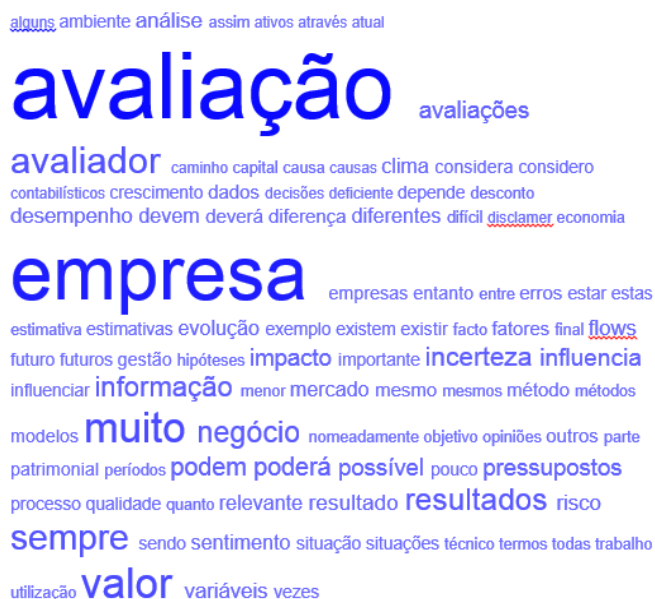 alguns ambiente análise assim ativos através atual
avaliação avaliações
avaliador caminho capital causa causas clima considera considero
contabilísticos crescimento dados decisões deficiente depende desconto
desempenho devem deverá diferença diferentes difícil disclamer economia
empresa empresas entanto entre erros estar estas
estimativa estimativas evolução exemplo existem existir facto fatores final flows
futuro futuros gestão hipóteses impacto importante incerteza influencia
influenciar informação menor mercado mesmo mesmos método métodos
modelos muito negócio nomeadamente objetivo opiniões outros parte
patrimonial períodos podem poderá possível pouco pressupostos
processo qualidade quanto relevante resultado resultados risco
sempre sendo sentimento situação situações técnico termos todas trabalho
utilização valor variáveis vezes